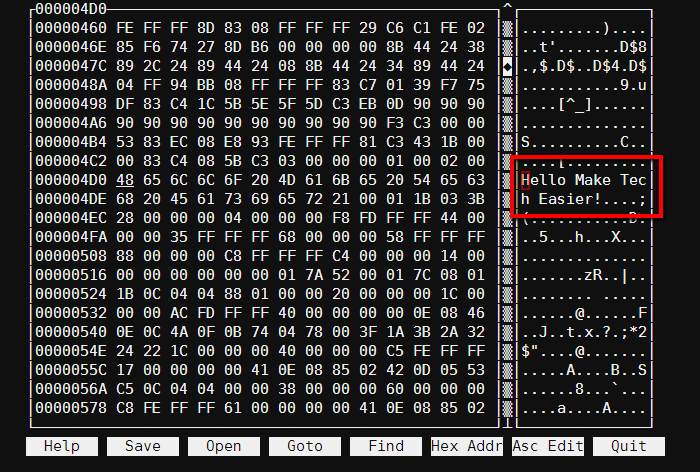 000004D0
00000460 FE FF FF 8D 83 08 FF FF FF 29 C6 C1 FE 02 .........)....
0000046E 85 F6 74 27 8D B6 00 00 00 00 8B 44 24 38 ..t'.......D$8
0000047C 89 2C 24 89 44 24 08 8B 44 24 34 89 44 24 .,$.D$..D$4.D$
0000048A 04 FF 94 BB 08 FF FF FF 83 C7 01 39 F7 75 ...........9.u
00000498 DF 83 C4 1C 5B 5E 5F 5D C3 EB 0D 90 90 90 ....[^_]......
000004A6 90 90 90 90 90 90 90 90 90 90 F3 C3 00 00 ..............
000004B4 53 83 EC 08 E8 93 FE FF FF 81 C3 43 1B 00 S..........C..
000004C2 00 83 C4 08 5B C3 03 00 00 00 01 00 02 00 ....[.........
000004D0 48 65 6C 6C 6F 20 4D 61 6B 65 20 54 65 63 Hello Make Tec
000004DE 68 20 45 61 73 69 65 72 21 00 01 1B 03 3B h Easier!....;
000004EC 28 00 00 00 04 00 00 00 F8 FD FF FF 44 00 (...........D.
000004FA 00 00 35 FF FF FF 68 00 00 00 58 FF FF FF ..5...h...X...
00000508 88 00 00 00 C8 FF FF FF C4 00 00 00 14 00 ..............
00000516 00 00 00 00 00 00 01 7A 52 00 01 7C 08 01 .......zR..|..
00000524 1B 0C 04 04 88 01 00 00 20 00 00 00 1C 00 ........ .....
00000532 00 00 AC FD FF FF 40 00 00 00 00 0E 08 46 ......@......F
00000540 0E 0C 4A 0F 0B 74 04 78 00 3F 1A 3B 2A 32 ..J..t.x.?.;*2
0000054E 24 22 1C 00 00 00 40 00 00 00 C5 FE FF FF $"....@.......
0000055C 17 00 00 00 00 41 0E 08 85 02 42 0D 05 53 .....A....B..S
0000056A C5 0C 04 04 00 00 38 00 00 00 60 00 00 00 ......8...`...
00000578 C8 FE FF FF 61 00 00 00 00 41 0E 08 85 02 ....a....A....
Help Save Open Goto Find Hex Addr Asc Edit Quit